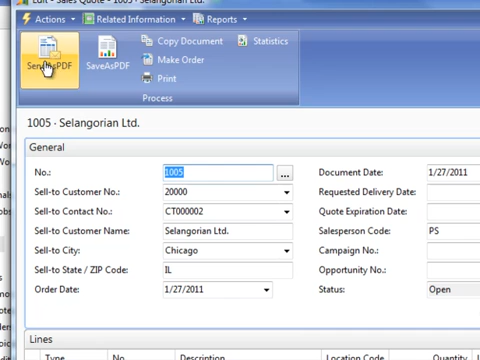 Edit - Sales Quote - 1005 - Selangorian Ltd.
Actions Related Information Reports
SendAsPDF SaveAsPDF Copy Document Statistics
Make Order
Print
Process
1005 · Selangorian Ltd.
General
No.: 1005 ... Document Date: 1/27/2011
Sell-to Customer No.: 20000 Requested Delivery Date:
Sell-to Contact No.: CT000002 Quote Expiration Date:
Sell-to Customer Name: Selangorian Ltd. Salesperson Code: PS
Sell-to City: Chicago Campaign No.:
Sell-to State / ZIP Code: IL Opportunity No.:
Order Date: 1/27/2011 Status: Open
Lines
Type No. Description Location Code Quantity